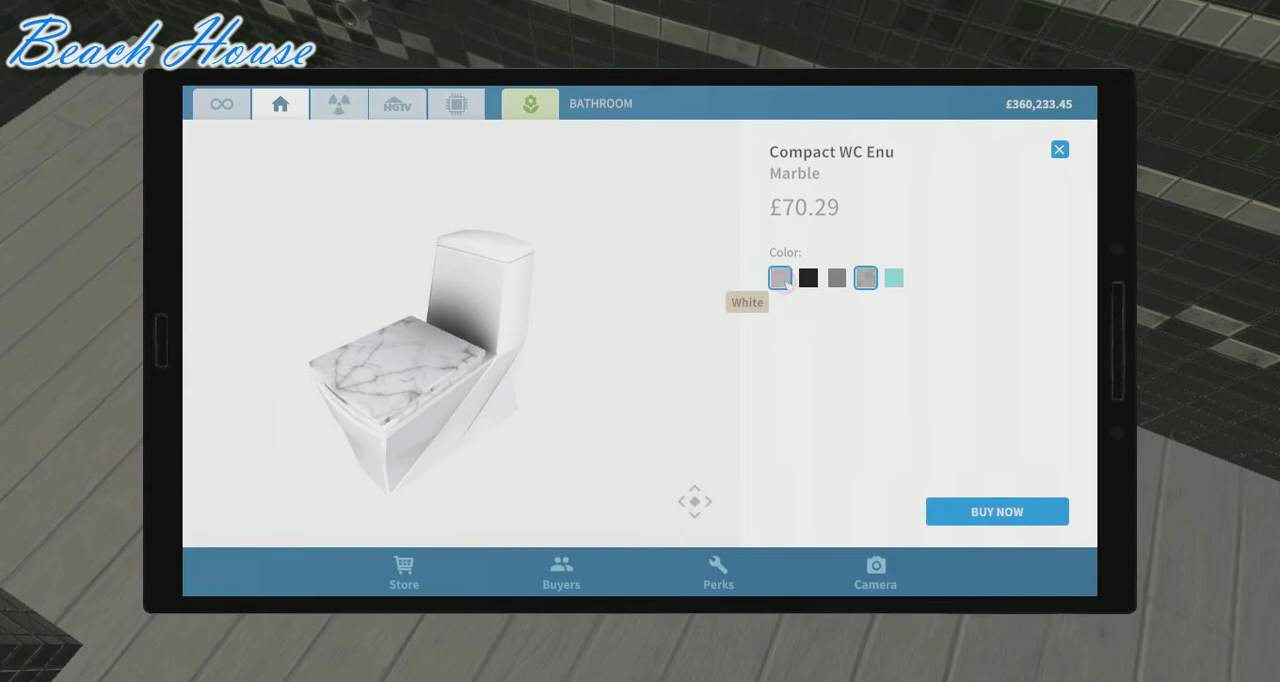 Beach House
HGTV
BATHROOM
£360,233.45
Compact WC Enu
Marble
£70.29
Color:
White
BUY NOW
Store
Buyers
Perks
Camera